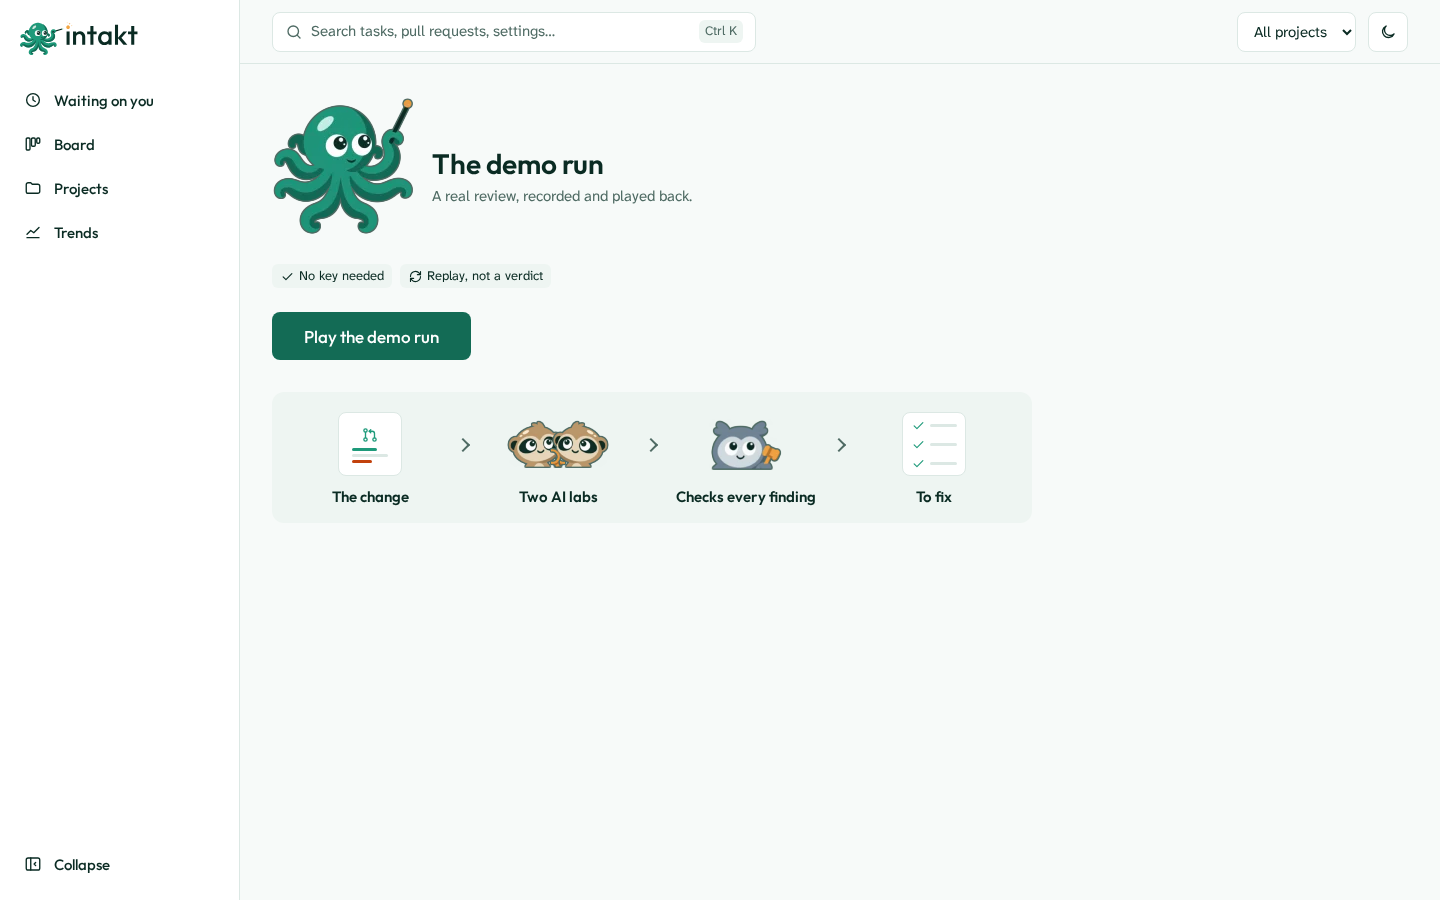 intakt
Search tasks, pull requests, settings...
Ctrl K
All projects
Waiting on you
Board
Projects
Trends
The demo run
A real review, recorded and played back.
No key needed
Replay, not a verdict
Play the demo run
The change
Two AI labs
Checks every finding
To fix
Collapse